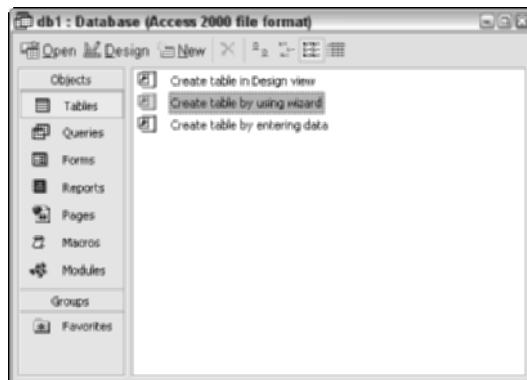 db1 : Database (Access 2000 file format)
Open Design New
Objects
Tables
Queries
Forms
Reports
Pages
Macros
Modules
Groups
Favorites
Create table in Design view
Create table by using wizard
Create table by entering data